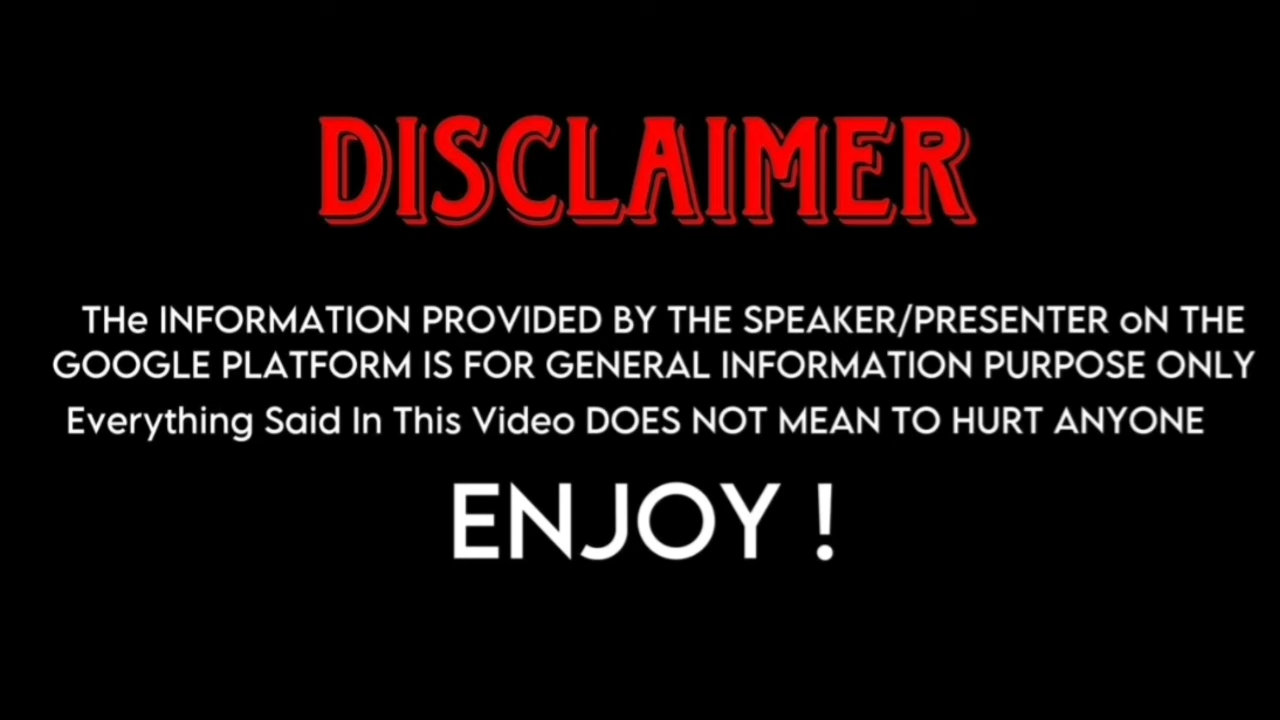 DISCLAIMER
THe INFORMATION PROVIDED BY THE SPEAKER/PRESENTER oN THE
GOOGLE PLATFORM IS FOR GENERAL INFORMATION PURPOSE ONLY
Everything Said In This Video DOES NOT MEAN TO HURT ANYONE
ENJOY !